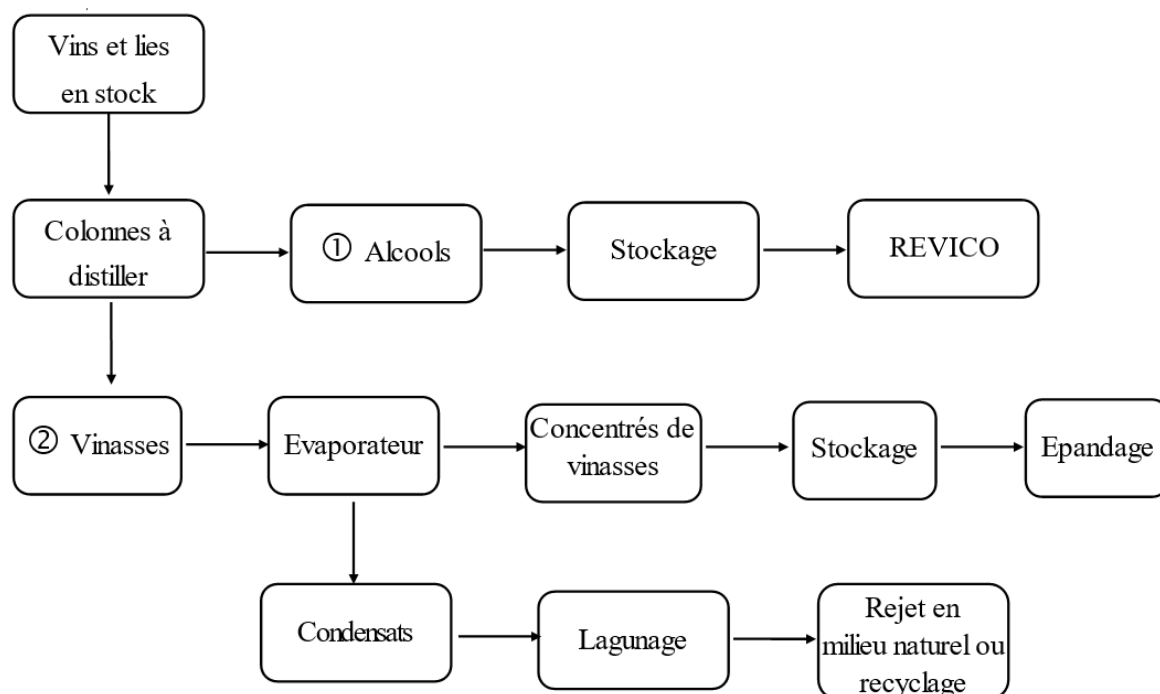 Vins et lies
en stock
Colonnes à
distiller
① Alcools
Stockage
REVICO
② Vinasses
Evaporateur
Concentrés de
vinasses
Stockage
Epandage
Condensats
Lagunage
Rejet en
milieu naturel ou
recyclage